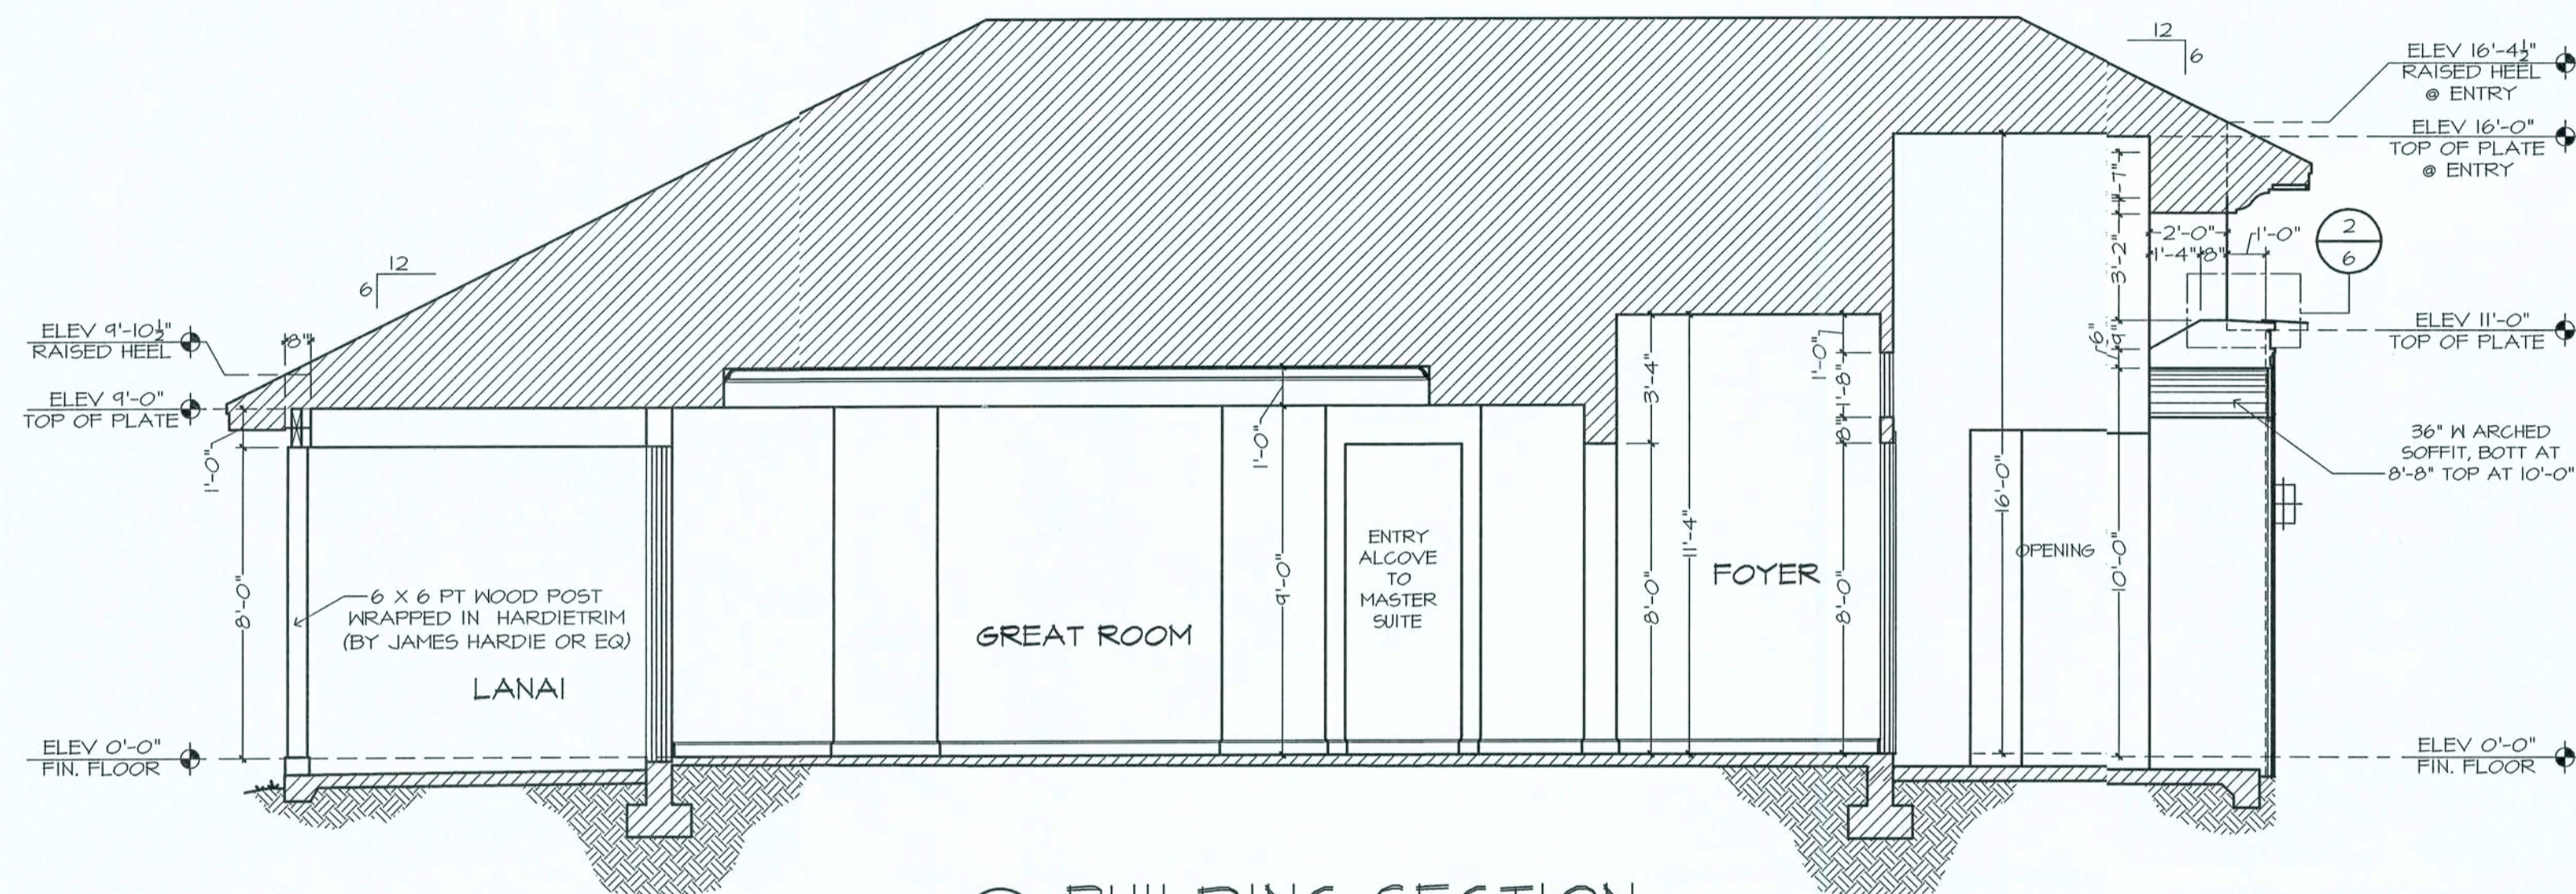 12
6
ELEV 16'-4½"
RAISED HEEL
@ ENTRY
ELEV 16'-0"
TOP OF PLATE
@ ENTRY
1'-7"
3'-2"
2'-0"
1'-0"
1'-4"
8"
2
6
12
6
ELEV 9'-10½"
RAISED HEEL
8"
ELEV 9'-0"
TOP OF PLATE
1'-0"
ELEV 11'-0"
TOP OF PLATE
6"
9"
1'-0"
3'-4"
1'-0"
1'-8"
8"
36" W ARCHED
SOFFIT, BOTT AT
8'-8" TOP AT 10'-0"
8'-0"
6 X 6 PT WOOD POST
WRAPPED IN HARDIETRIM
(BY JAMES HARDIE OR EQ)
LANAI
GREAT ROOM
9'-0"
ENTRY
ALCOVE
TO
MASTER
SUITE
8'-0"
11'-4"
FOYER
8'-0"
16'-0"
OPENING
10'-0"
ELEV 0'-0"
FIN. FLOOR
ELEV 0'-0"
FIN. FLOOR
BUILDING SECTION